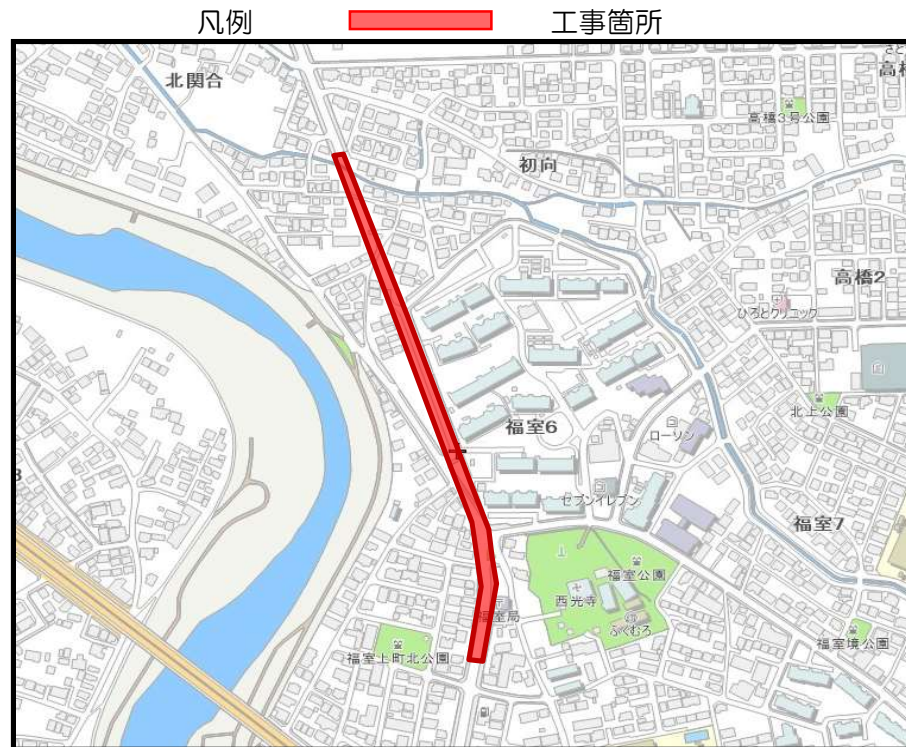 凡例 工事箇所
北関合
高橋3号公園
初向
高橋2
ひろとクリニック
福室6
北上公園
ローソン
セブンイレブン
福室7
福室公園
西光寺
福室局
ふくむろ
福室境公園
福室上町北公園